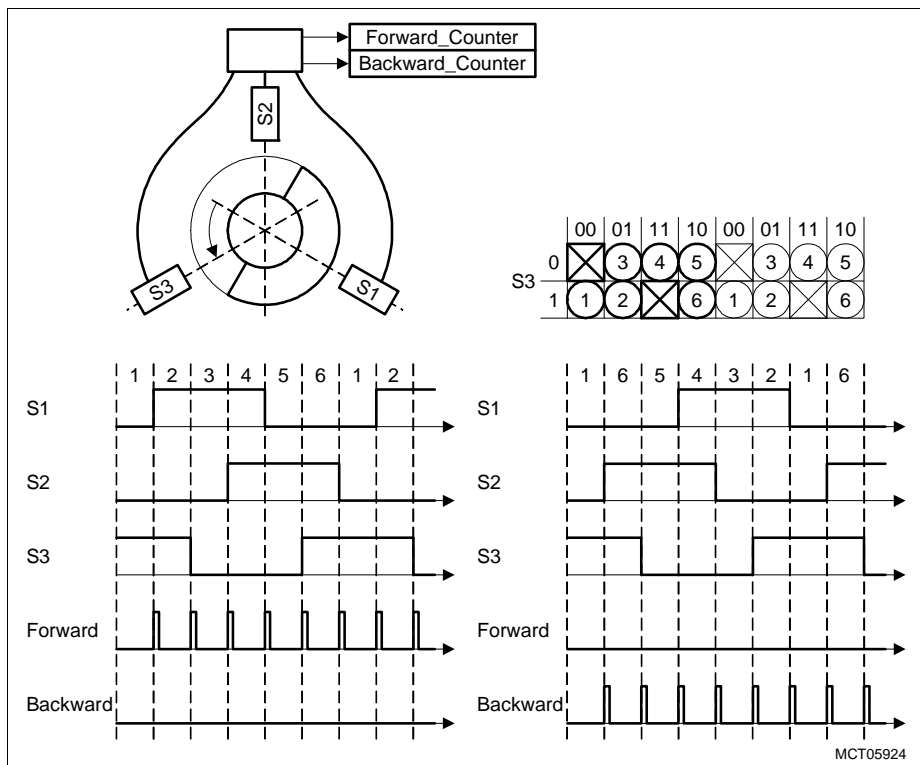 Forward_Counter
Backward_Counter
S2
S3
S1
00 01 11 10 00 01 11 10
0 3 4 5 3 4 5
S3
1 1 2 6 1 2 6
1 2 3 4 5 6 1 2
S1
S2
S3
Forward
Backward
1 6 5 4 3 2 1 6
S1
S2
S3
Forward
Backward
MCT05924